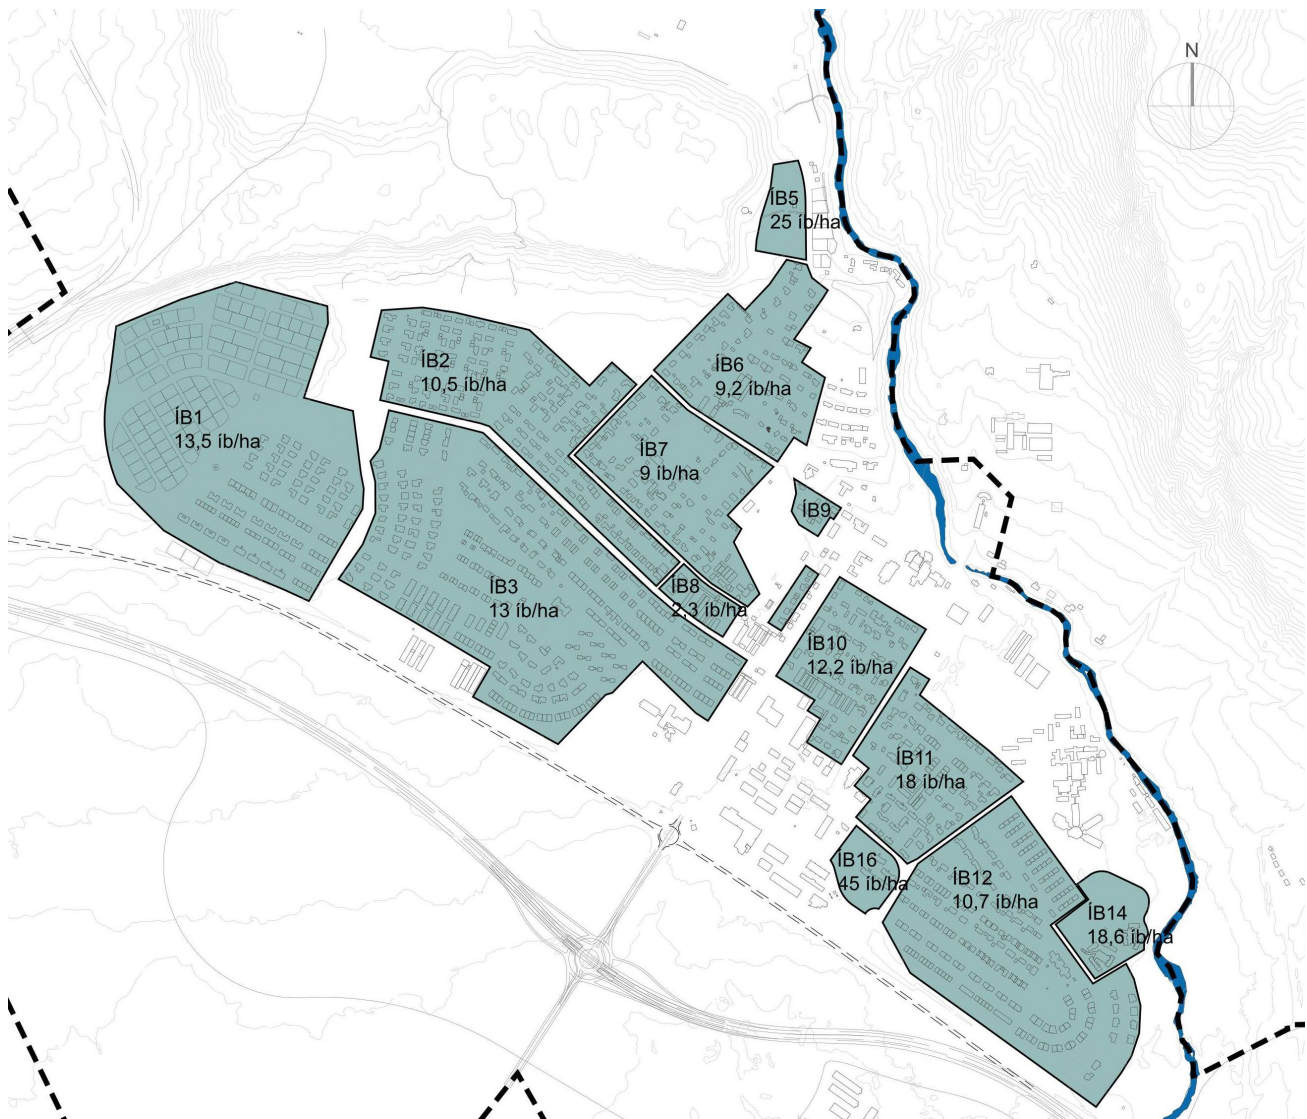 N
ÍB5
25 íb/ha
ÍB2
10,5 íb/ha
ÍB6
9,2 íb/ha
ÍB1
13,5 íb/ha
ÍB7
9 íb/ha
ÍB9
ÍB3
13 íb/ha
ÍB8
2,3 íb/ha
ÍB10
12,2 íb/ha
ÍB11
18 íb/ha
ÍB16
45 íb/ha
ÍB12
10,7 íb/ha
ÍB14
18,6 íb/ha